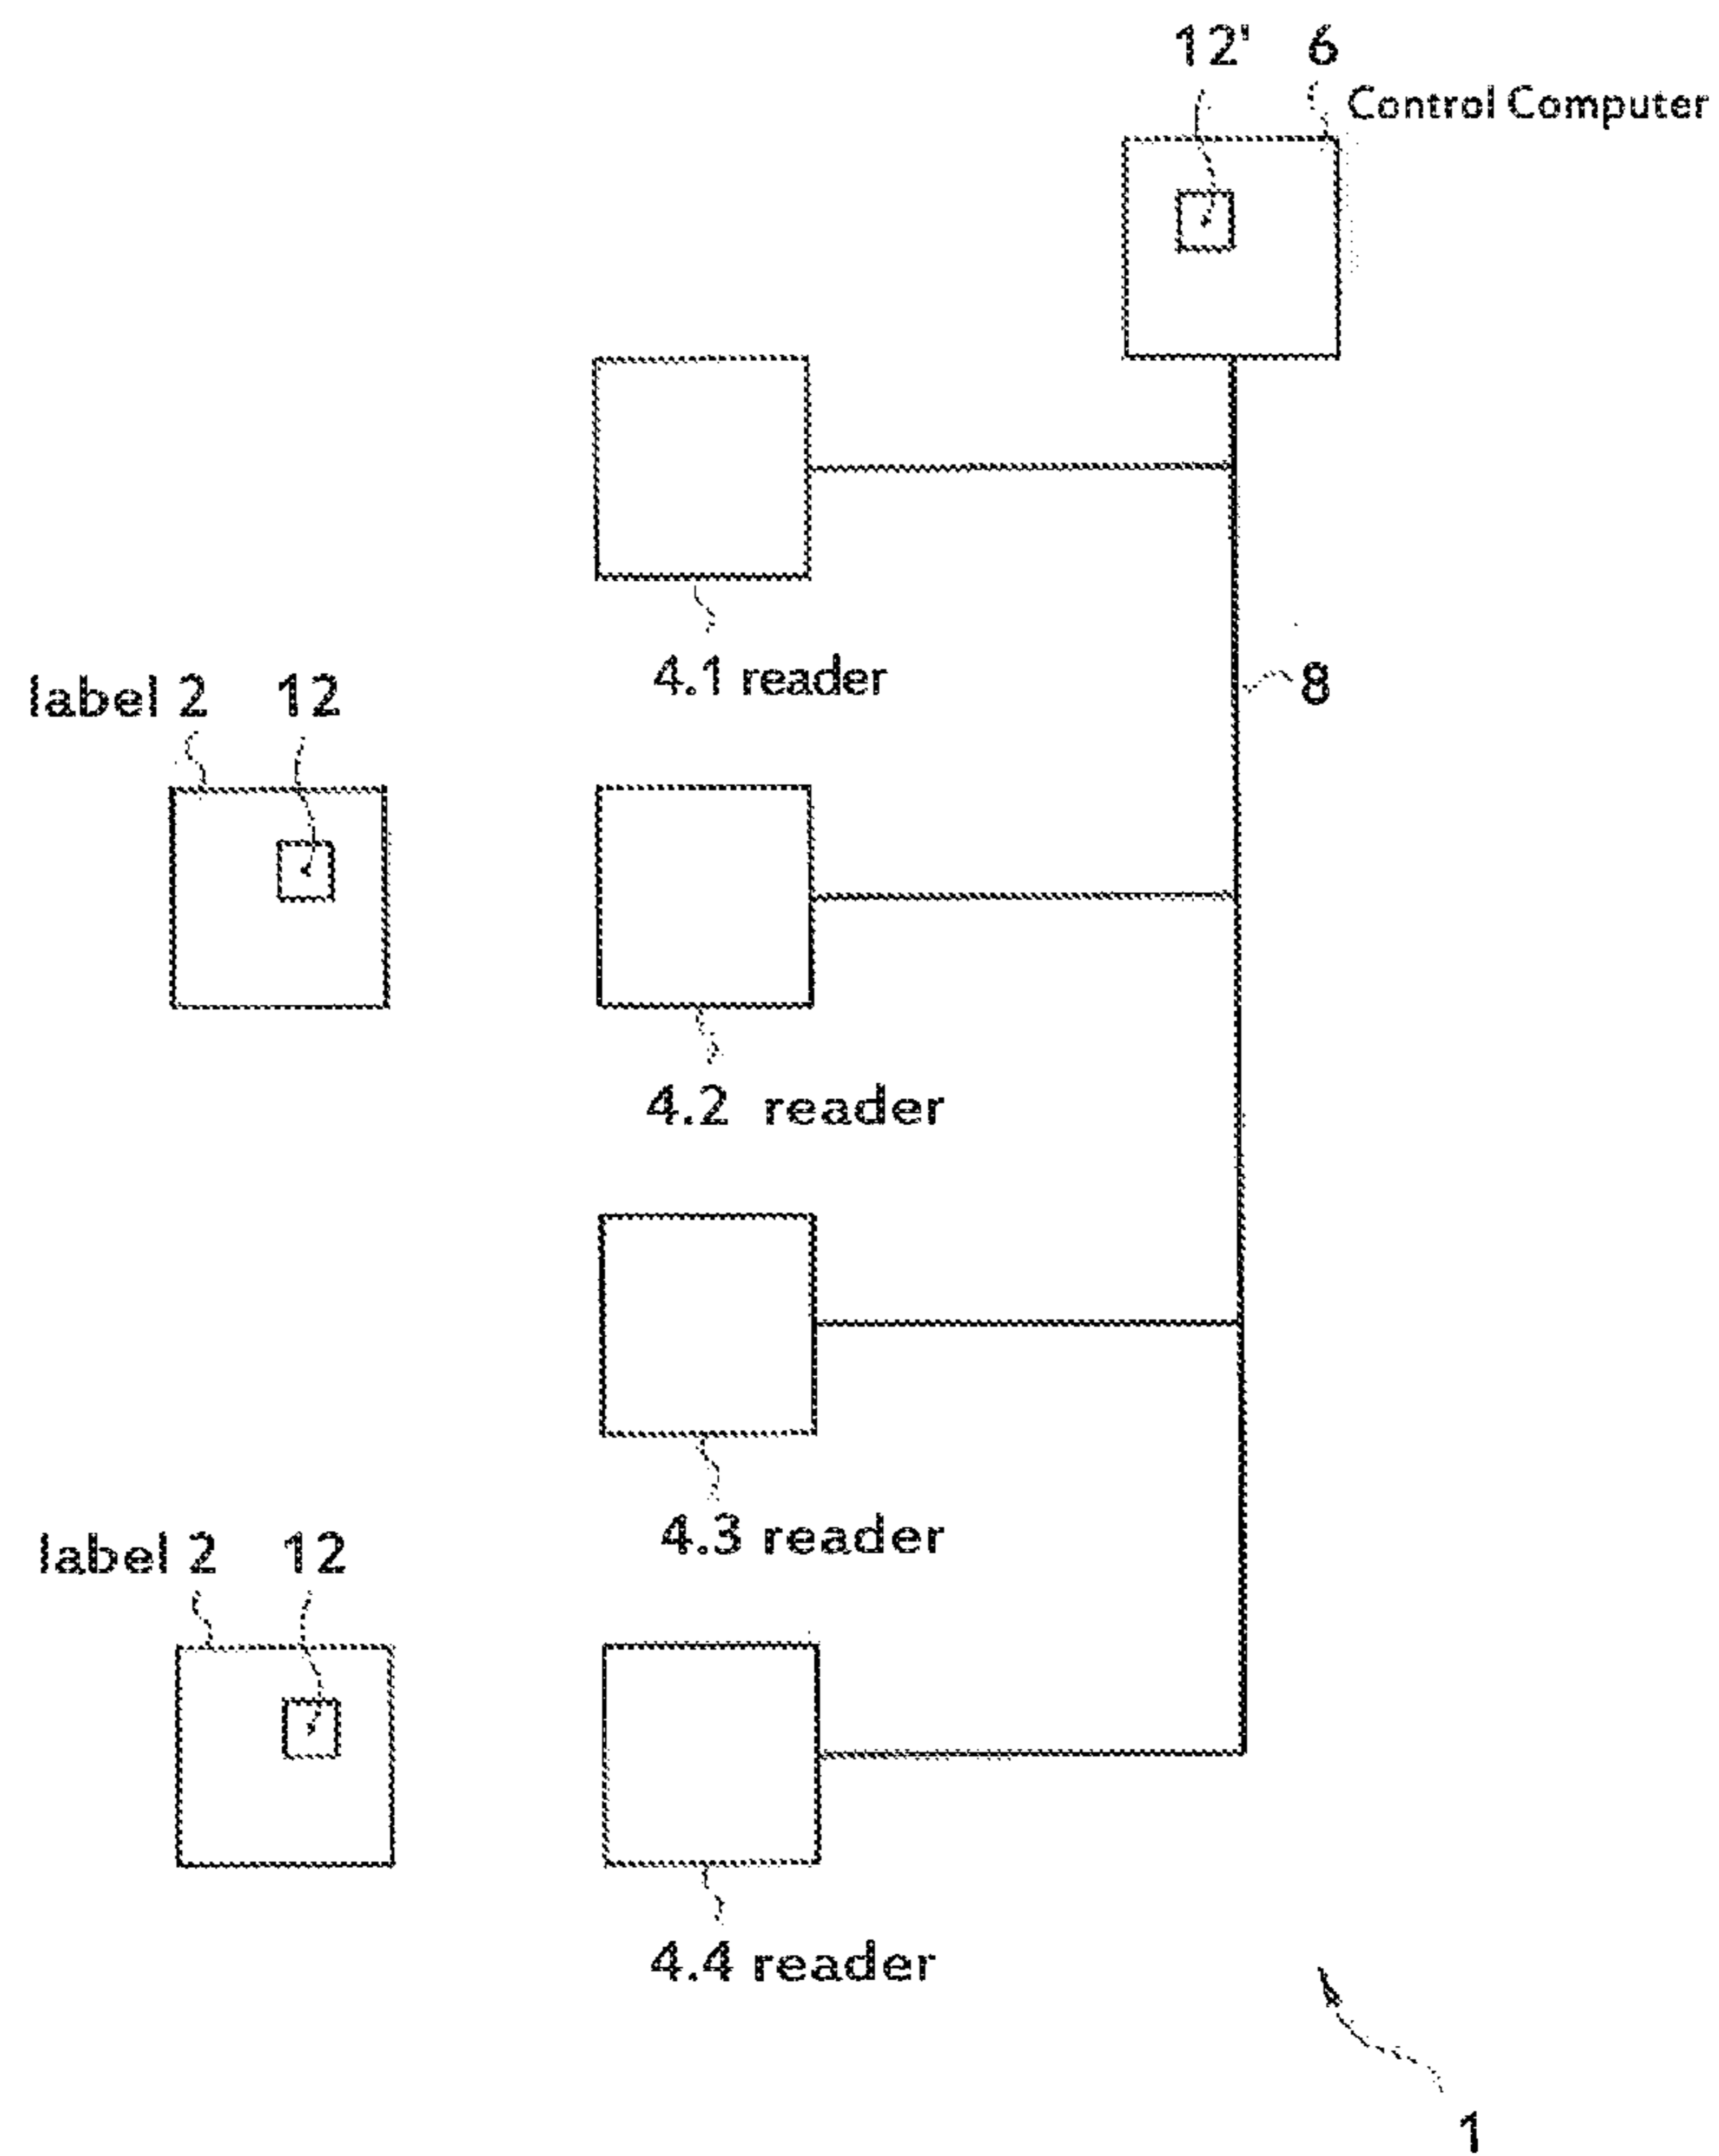 12' 6
Control Computer
4.1 reader
label 2 12
8
4.2 reader
4.3 reader
label 2 12
4.4 reader
1